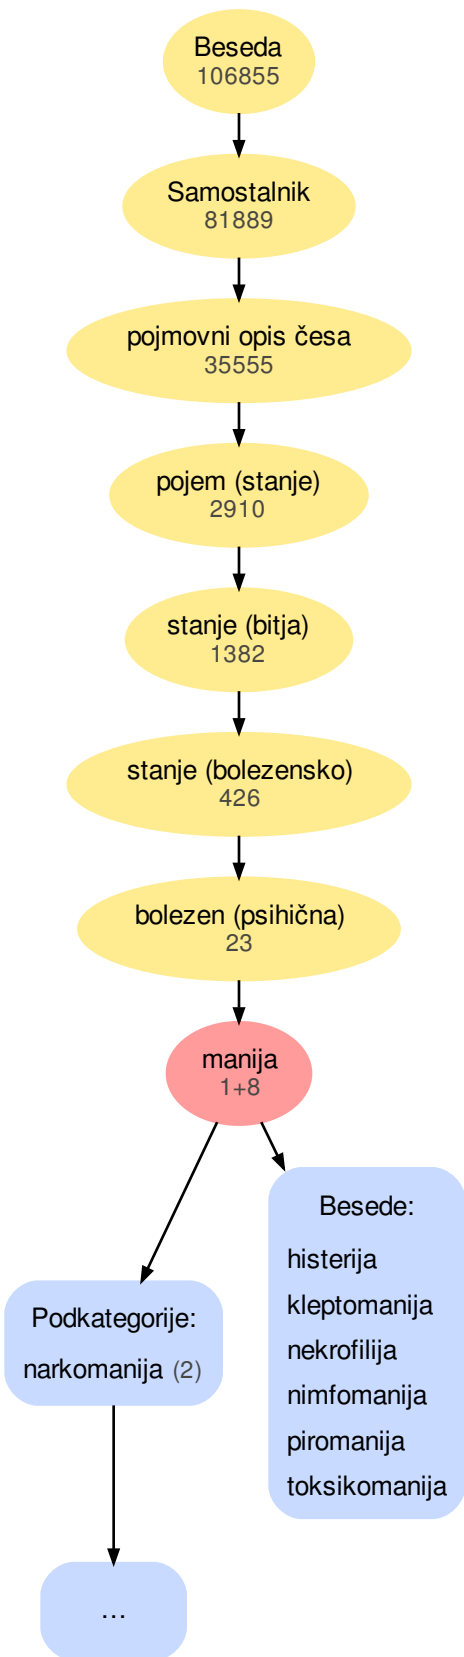 Beseda
106855
Samostalnik
81889
pojmovni opis česa
35555
pojem (stanje)
2910
stanje (bitja)
1382
stanje (bolezensko)
426
bolezen (psihična)
23
manija
1+8
Podkategorije:
narkomanija (2)
...
Besede:
histerija
kleptomanija
nekrofilija
nimfomanija
piromanija
toksikomanija